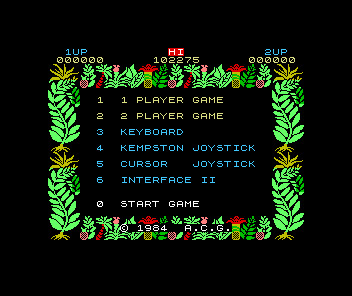 1UP HI 2UP
000000 102275 000000
1 1 PLAYER GAME
2 2 PLAYER GAME
3 KEYBOARD
4 KEMPSTON JOYSTICK
5 CURSOR JOYSTICK
6 INTERFACE II
0 START GAME
© 1984 A.C.G.